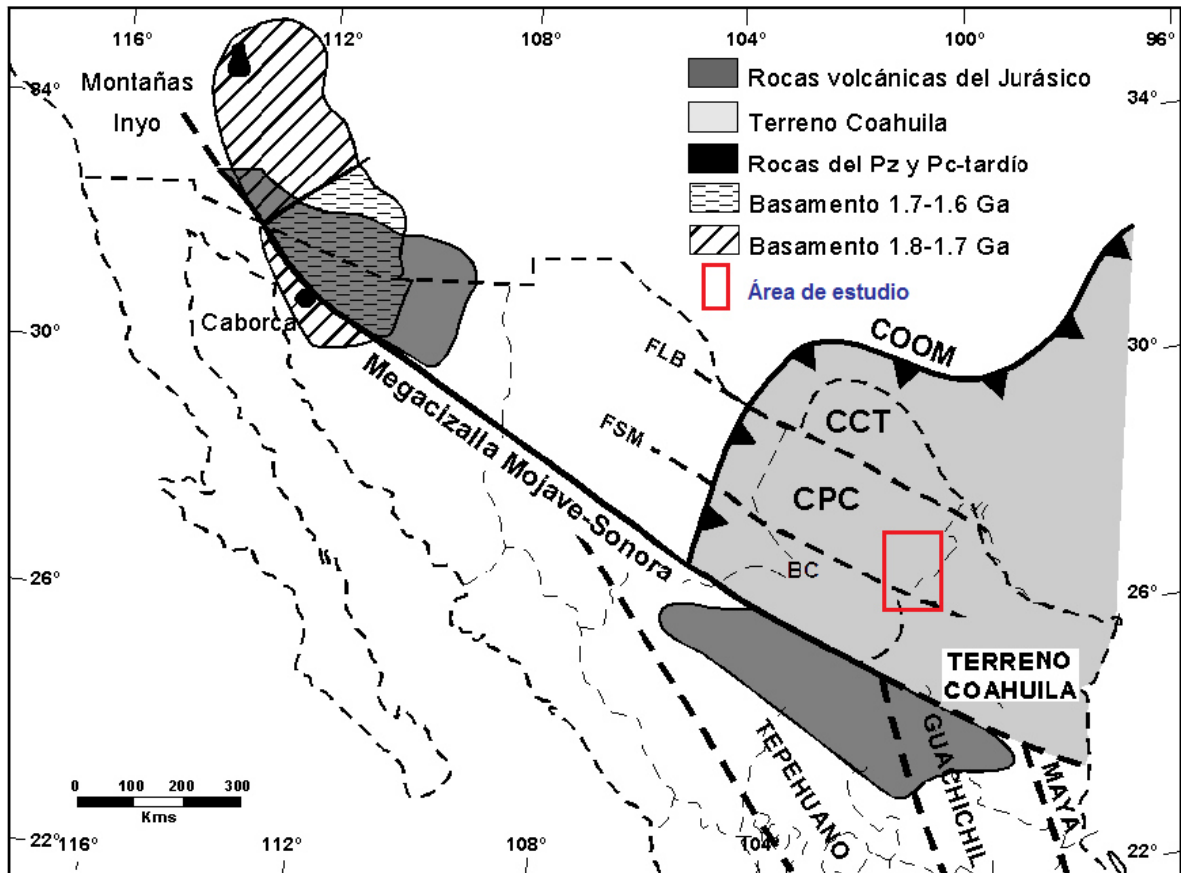 116° 112° 108° 104° 100° 96°
34° 34°
Montañas
Inyo
Rocas volcánicas del Jurásico
Terreno Coahuila
Rocas del Pz y Pc-tardío
Basamento 1.7-1.6 Ga
Basamento 1.8-1.7 Ga
Área de estudio
Caborca
30° 30°
COOM
FLB
FSM
CCT
CPC
BC
Megacizalla Mojave-Sonora
26° 26°
TERRENO
COAHUILA
TEPEHUANO
GUACHICHIL
MAYA
0 100 200 300
Kms
22° 22°
116° 112° 108° 104° 100°